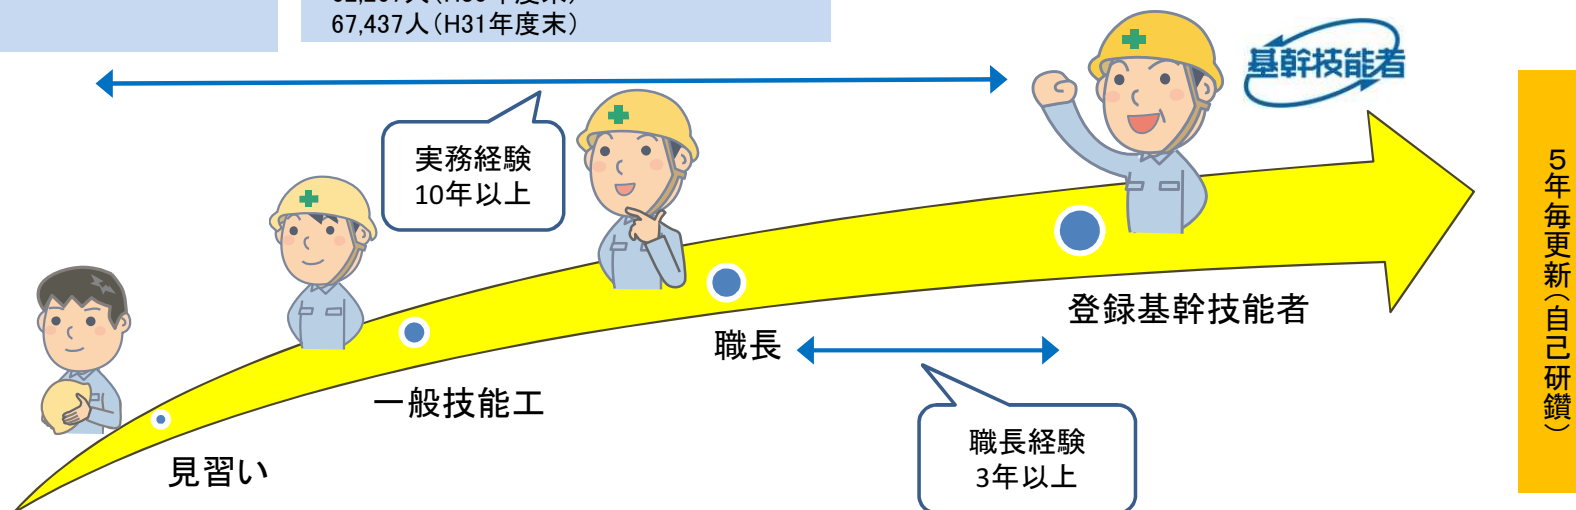 67,437人（H31年度末）
基幹技能者
実務経験
10年以上
登録基幹技能者
職長
一般技能工
見習い
職長経験
3年以上
５年毎更新（自己研鑽）